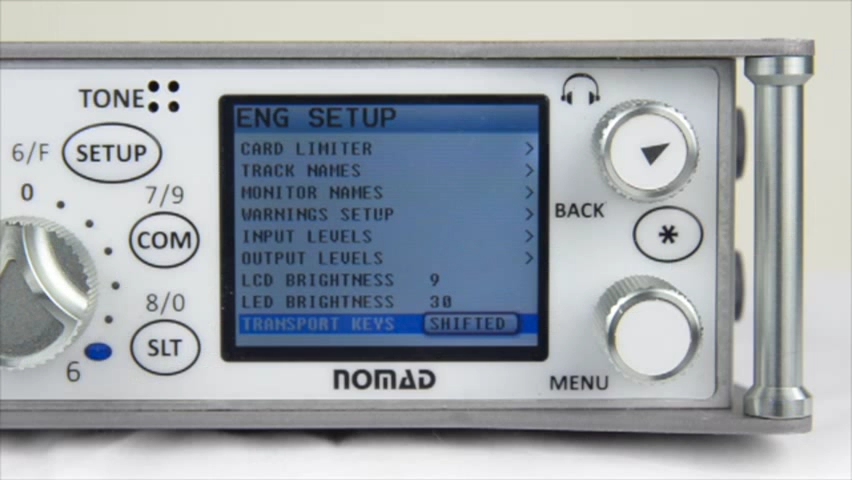 TONE
6/F SETUP
0
7/9
COM
8/0
SLT
6
ENG SETUP
CARD LIMITER >
TRACK NAMES >
MONITOR NAMES >
WARNINGS SETUP >
INPUT LEVELS >
OUTPUT LEVELS >
LCD BRIGHTNESS 9
LED BRIGHTNESS 30
TRANSPORT KEYS SHIFTED
NOMAD
BACK
*
MENU